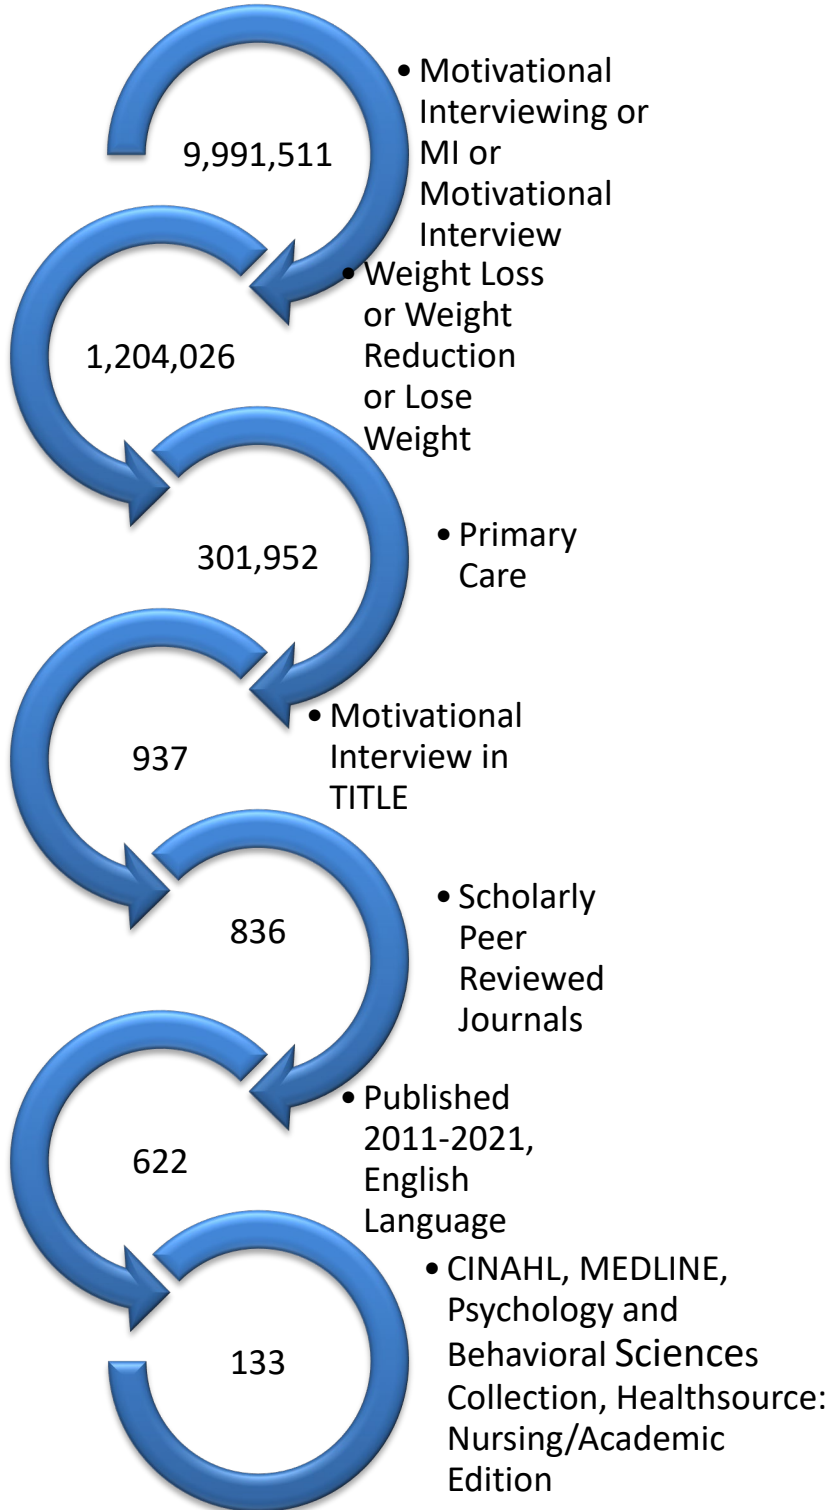 9,991,511
• Motivational
Interviewing or
MI or
Motivational
Interview
1,204,026
• Weight Loss
or Weight
Reduction
or Lose
Weight
301,952
• Primary
Care
937
• Motivational
Interview in
TITLE
836
• Scholarly
Peer
Reviewed
Journals
622
• Published
2011-2021,
English
Language
133
• CINAHL, MEDLINE,
Psychology and
Behavioral Sciences
Collection, Healthsource:
Nursing/Academic
Edition